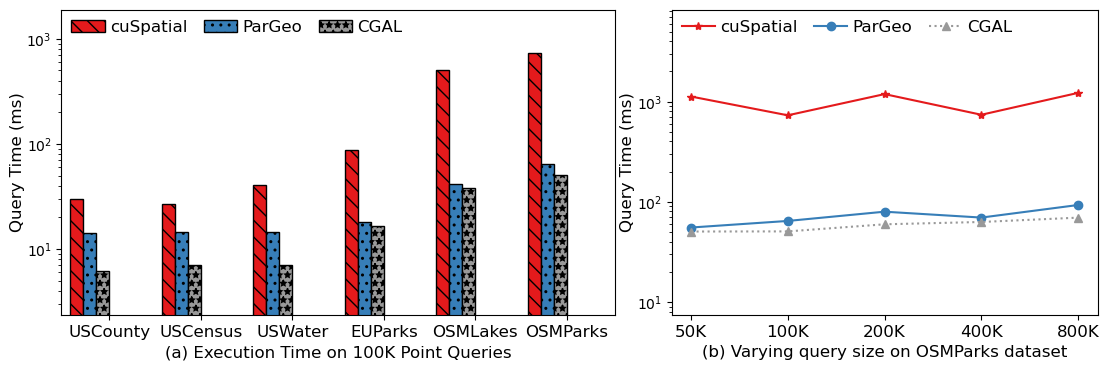 cuSpatial ParGeo CGAL
Query Time (ms)
10³
10²
10¹
USCounty USCensus USWater EUParks OSMLakes OSMParks
(a) Execution Time on 100K Point Queries
cuSpatial ParGeo CGAL
Query Time (ms)
10³
10²
10¹
50K 100K 200K 400K 800K
(b) Varying query size on OSMParks dataset